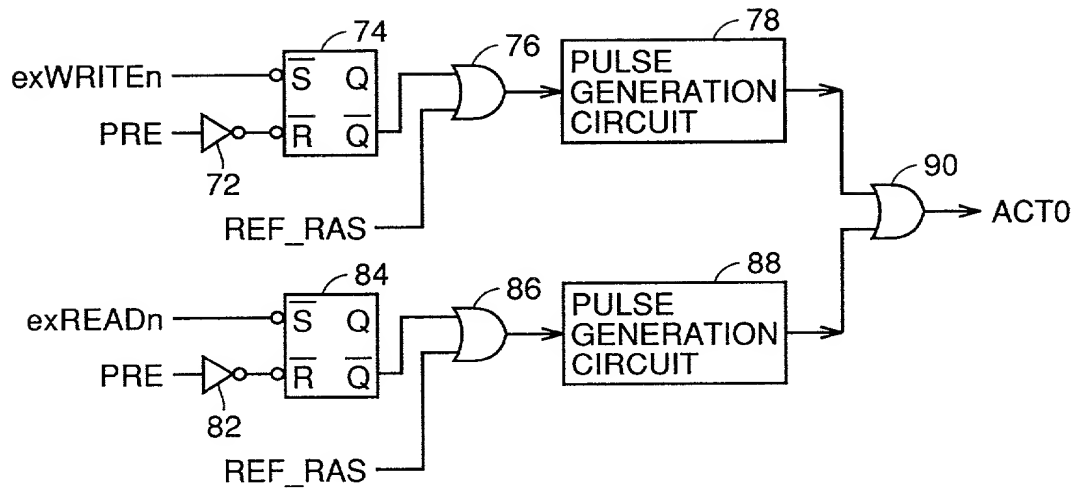 74
76
78
exWRITEn
S̅ Q
PULSE
GENERATION
CIRCUIT
PRE
R̅ Q̅
72
90
REF_RAS
ACT0
84
86
88
exREADn
S̅ Q
PULSE
GENERATION
CIRCUIT
PRE
R̅ Q̅
82
REF_RAS